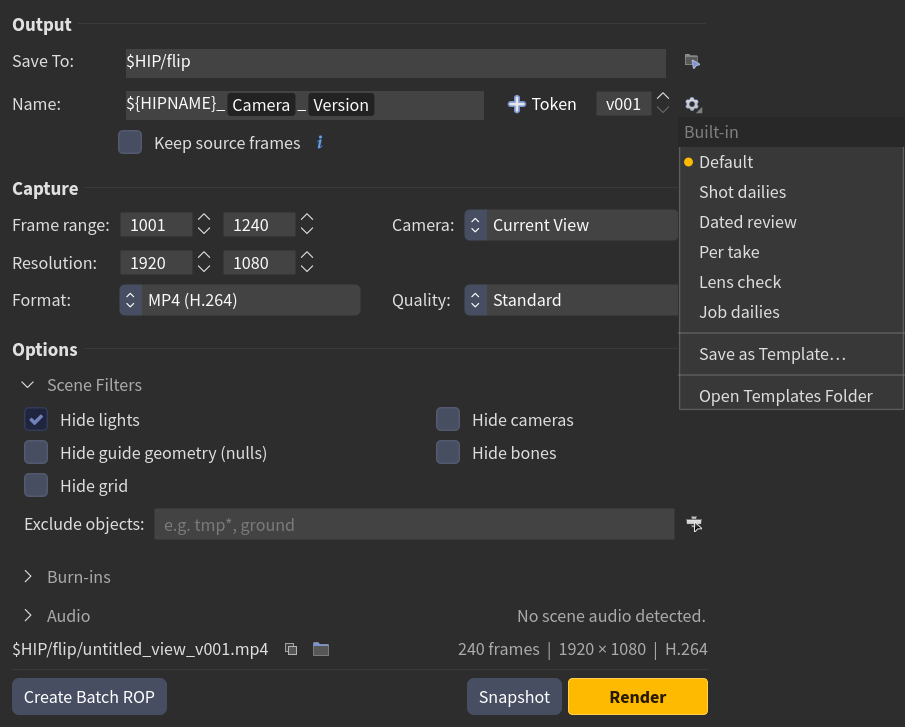 Output
Save To: $HIP/flip
Name: ${HIPNAME}_ Camera _ Version Token v001
Keep source frames i
Built-in
Default
Shot dailies
Dated review
Per take
Lens check
Job dailies
Save as Template…
Open Templates Folder
Capture
Frame range: 1001 1240 Camera: Current View
Resolution: 1920 1080
Format: MP4 (H.264) Quality: Standard
Options
Scene Filters
Hide lights Hide cameras
Hide guide geometry (nulls) Hide bones
Hide grid
Exclude objects: e.g. tmp*, ground
Burn-ins
Audio No scene audio detected.
$HIP/flip/untitled_view_v001.mp4 240 frames | 1920 × 1080 | H.264
Create Batch ROP Snapshot Render